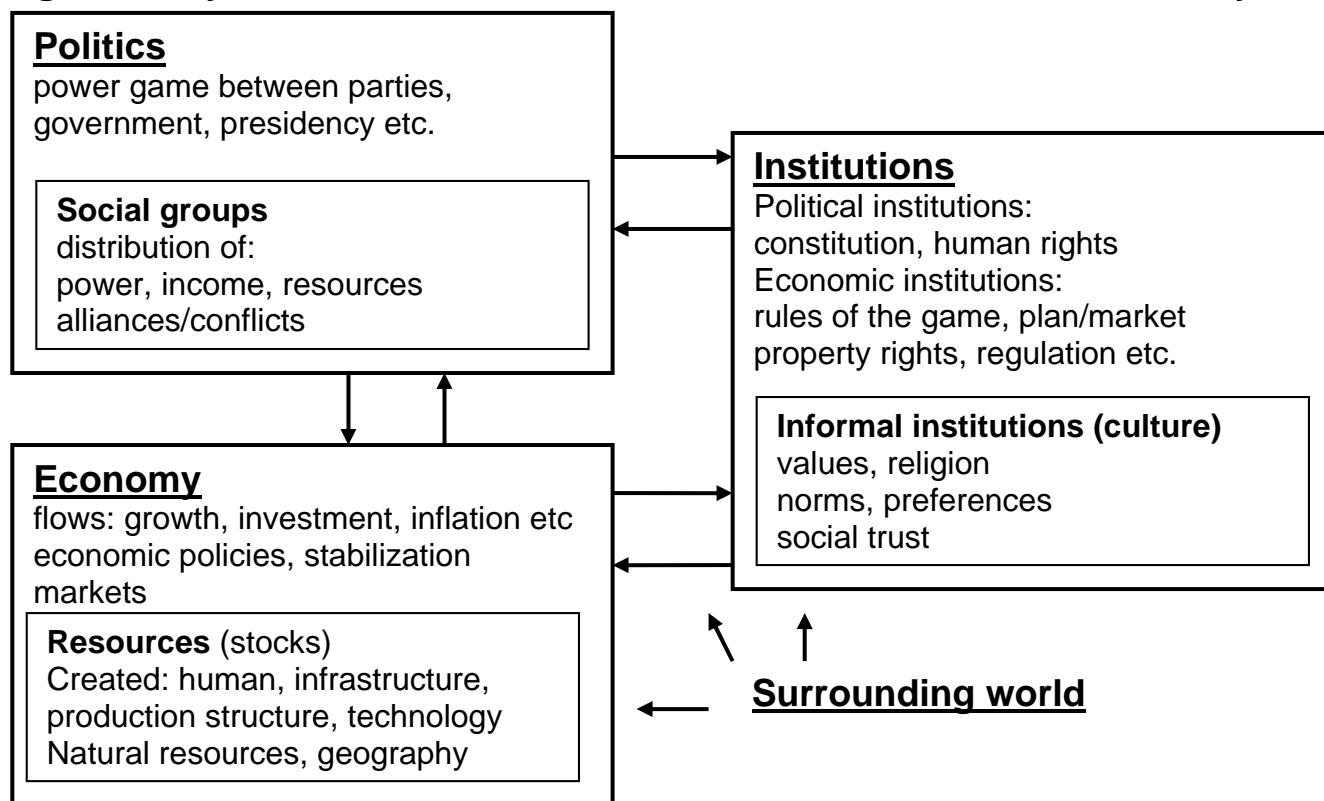 Politics
power game between parties,
government, presidency etc.
Social groups
distribution of:
power, income, resources
alliances/conflicts
Institutions
Political institutions:
constitution, human rights
Economic institutions:
rules of the game, plan/market
property rights, regulation etc.
Informal institutions (culture)
values, religion
norms, preferences
social trust
Economy
flows: growth, investment, inflation etc
economic policies, stabilization
markets
Resources (stocks)
Created: human, infrastructure,
production structure, technology
Natural resources, geography
Surrounding world